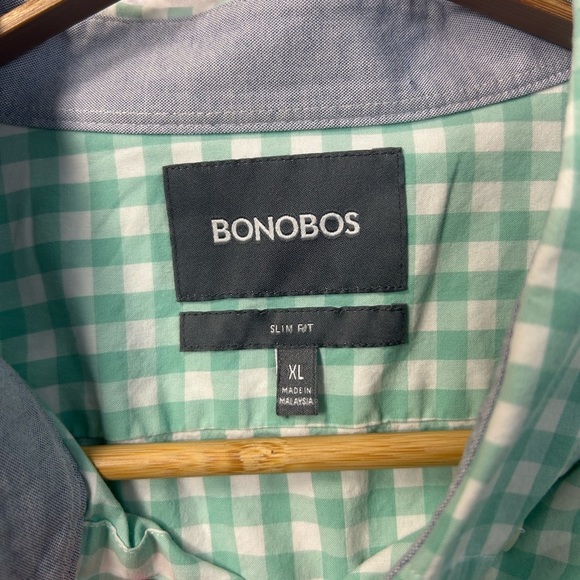 BONOBOS
SLIM FIT
XL
MADE IN
MALAYSIA